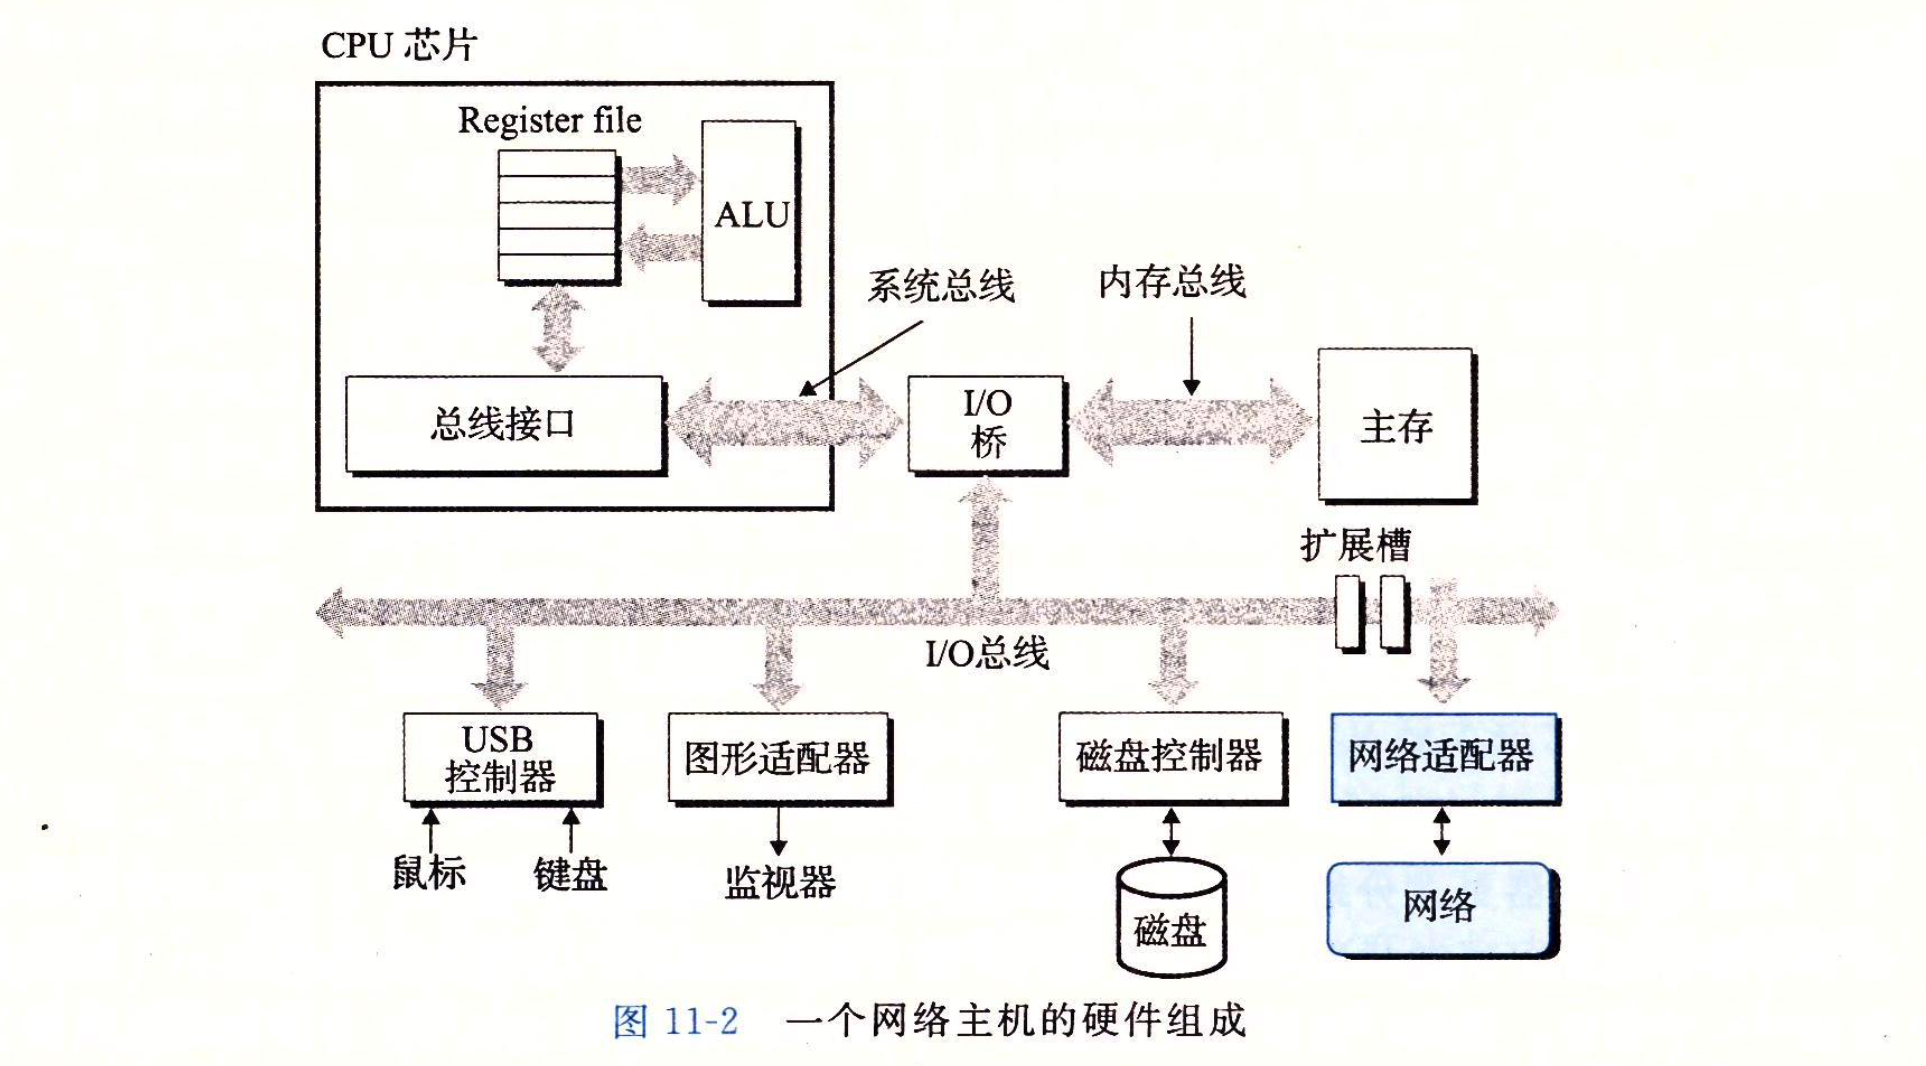 CPU 芯片
Register file
ALU
系统总线
内存总线
总线接口
I/O
桥
主存
扩展槽
I/O总线
USB
控制器
图形适配器
磁盘控制器
网络适配器
鼠标
键盘
监视器
磁盘
网络
图 11-2 一个网络主机的硬件组成